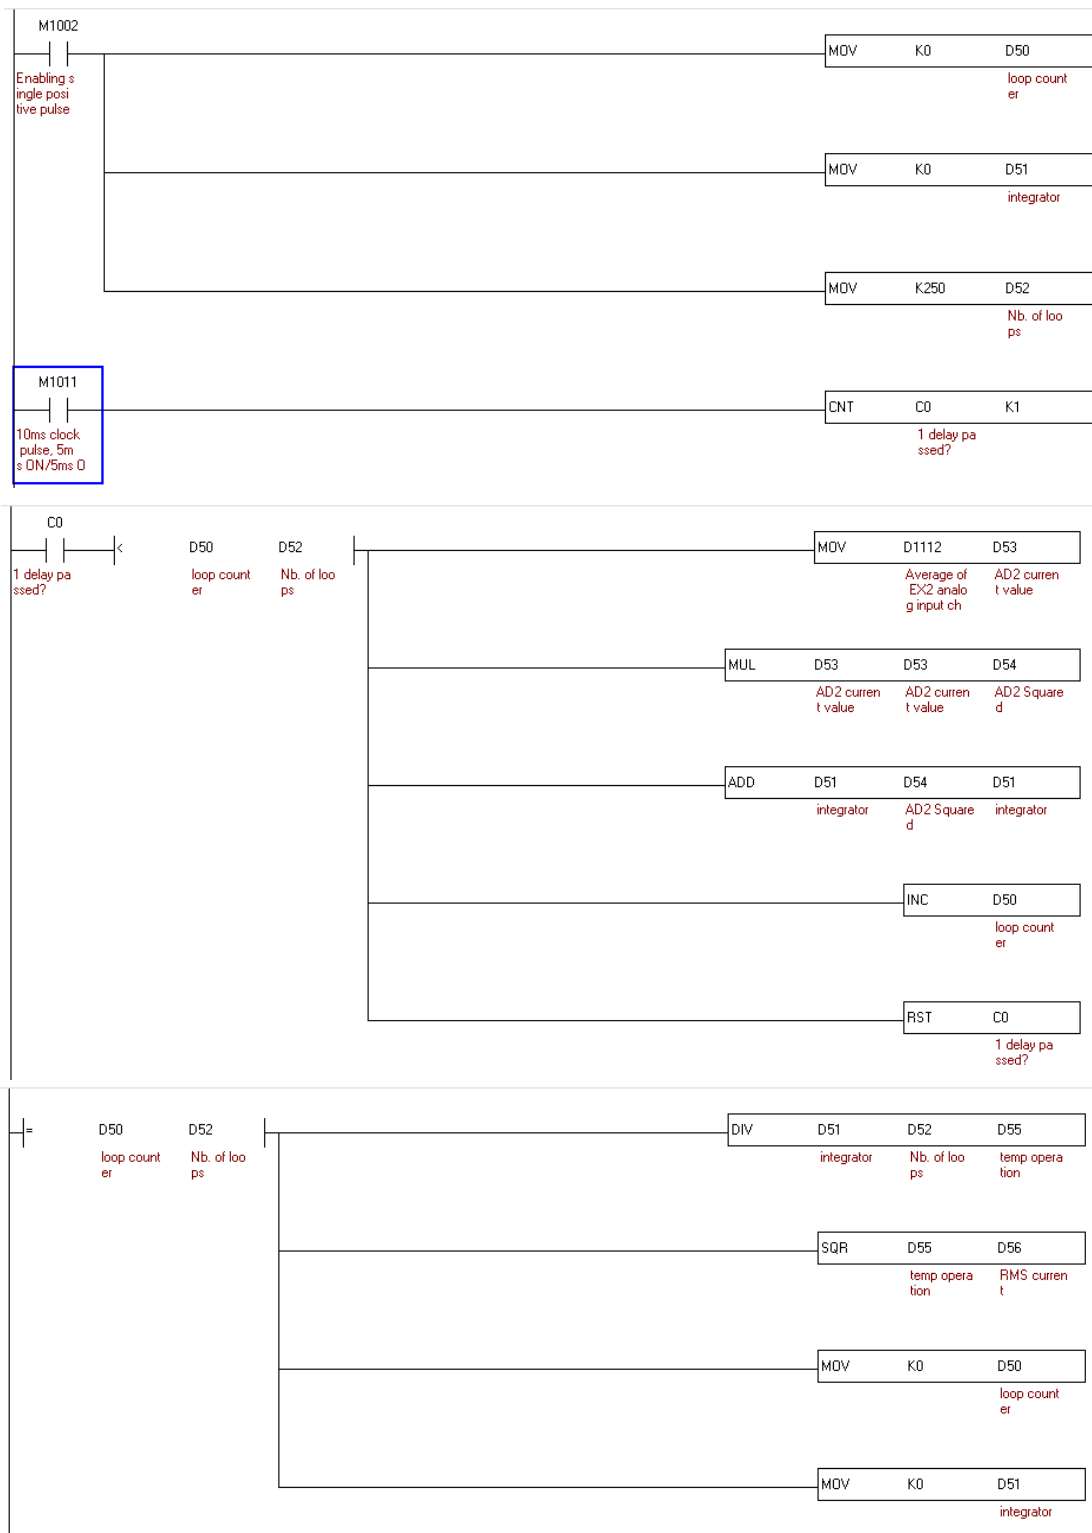 M1002
MOV K0 D50
Enabling s
ingle posi
tive pulse
loop count
er
MOV K0 D51
integrator
MOV K250 D52
Nb. of loo
ps
M1011
CNT C0 K1
10ms clock
pulse, 5m
s ON/5ms O
1 delay pa
ssed?
C0
< D50 D52
MOV D1112 D53
1 delay pa
ssed?
loop count
er
Nb. of loo
ps
Average of
EX2 analo
g input ch
AD2 curren
t value
MUL D53 D53 D54
AD2 curren
t value
AD2 curren
t value
AD2 Square
d
ADD D51 D54 D51
integrator
AD2 Square
d
integrator
INC D50
loop count
er
RST C0
1 delay pa
ssed?
= D50 D52
DIV D51 D52 D55
loop count
er
Nb. of loo
ps
integrator
Nb. of loo
ps
temp opera
tion
SQR D55 D56
temp opera
tion
RMS curren
t
MOV K0 D50
loop count
er
MOV K0 D51
integrator